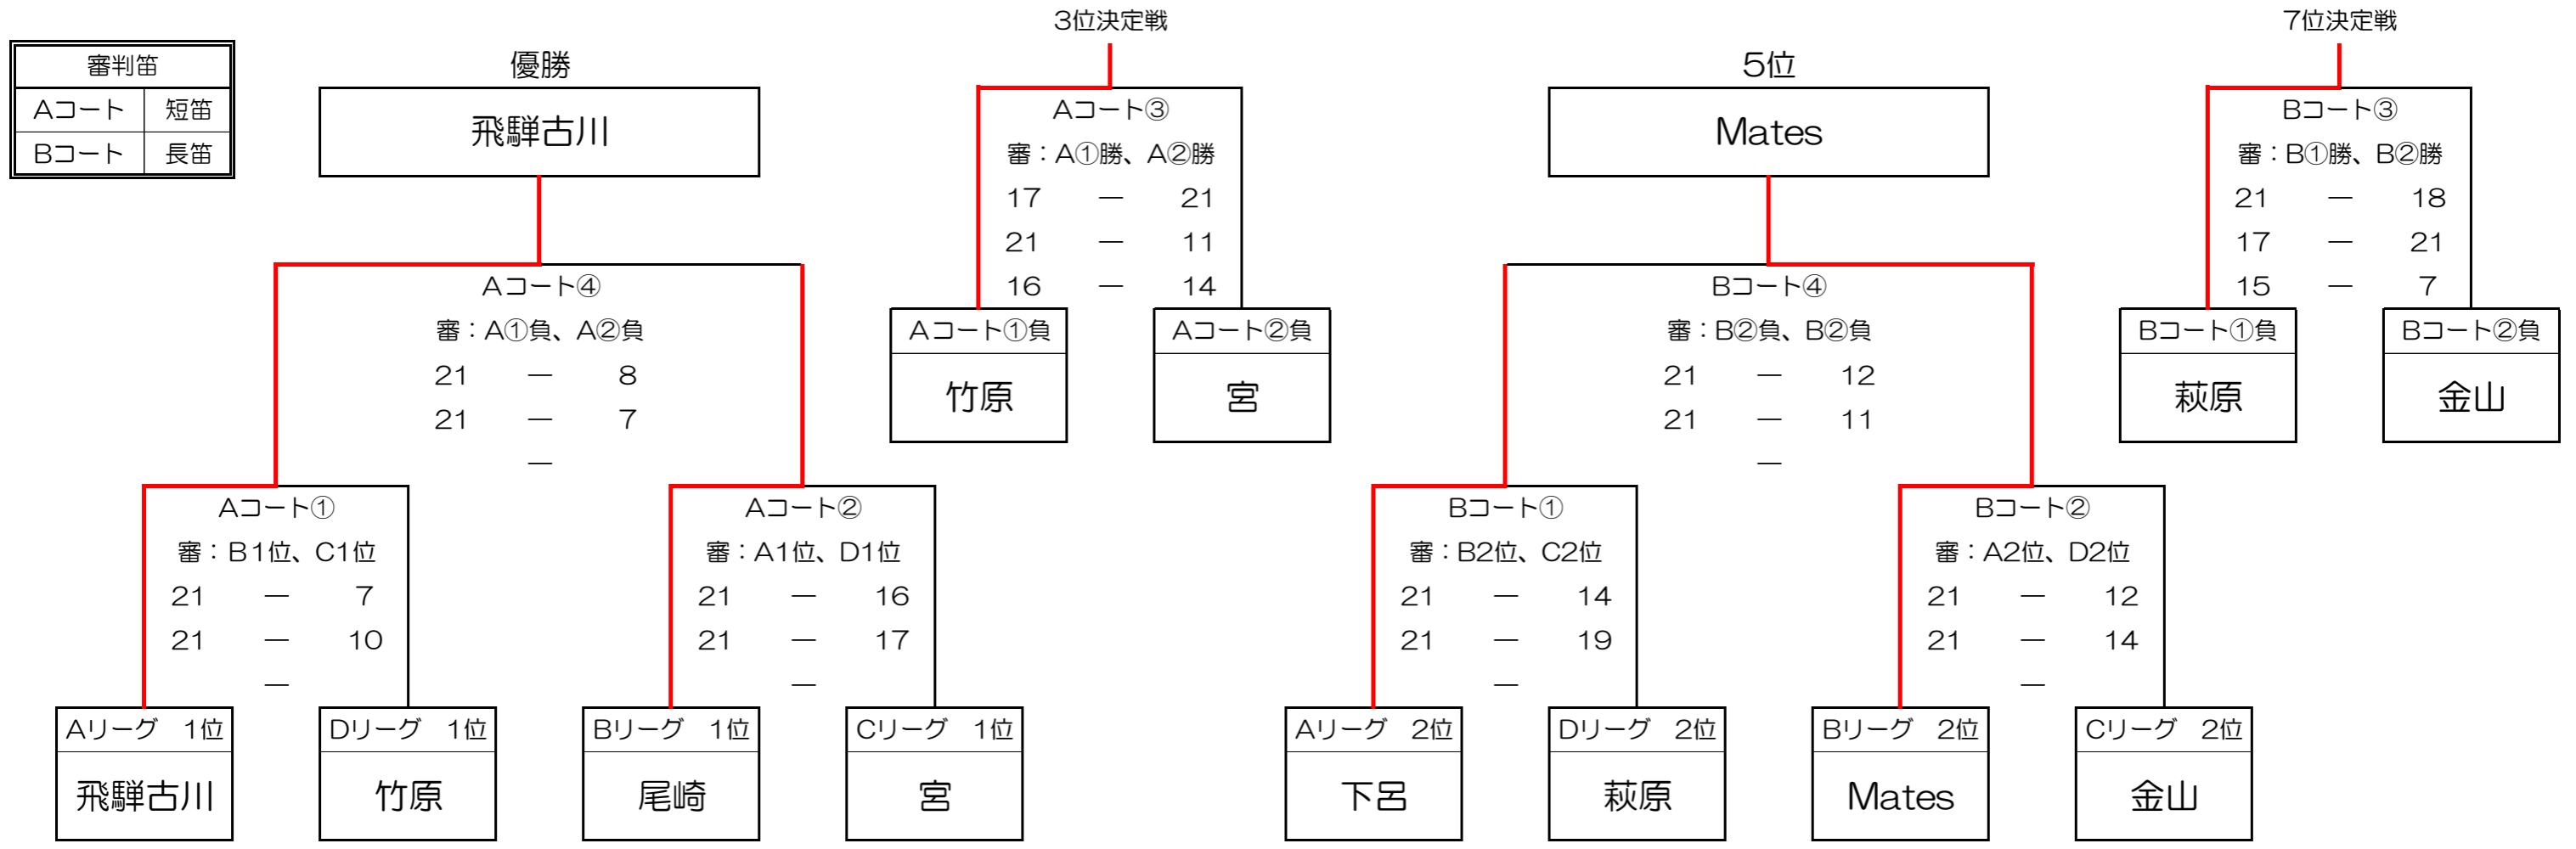 審判笛
Aコート 短笛
Bコート 長笛
優勝
飛騨古川
Aコート④
審：A①負、A②負
21 ― 8
21 ― 7
―
Aコート①
審：B1位、C1位
21 ― 7
21 ― 10
―
Aリーグ 1位
飛騨古川
Dリーグ 1位
竹原
Aコート②
審：A1位、D1位
21 ― 16
21 ― 17
―
Bリーグ 1位
尾崎
Cリーグ 1位
宮
3位決定戦
Aコート③
審：A①勝、A②勝
17 ― 21
21 ― 11
16 ― 14
Aコート①負
竹原
Aコート②負
宮
5位
Mates
Bコート④
審：B②負、B②負
21 ― 12
21 ― 11
―
Bコート①
審：B2位、C2位
21 ― 14
21 ― 19
―
Aリーグ 2位
下呂
Dリーグ 2位
萩原
Bコート②
審：A2位、D2位
21 ― 12
21 ― 14
―
Bリーグ 2位
Mates
Cリーグ 2位
金山
7位決定戦
Bコート③
審：B①勝、B②勝
21 ― 18
17 ― 21
15 ― 7
Bコート①負
萩原
Bコート②負
金山